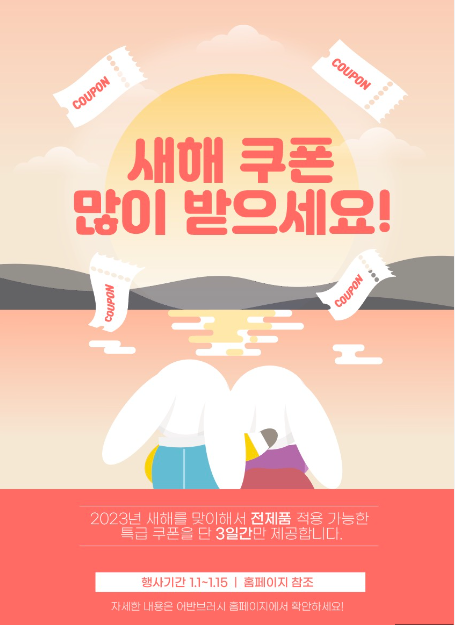 COUPON
COUPON
새해 쿠폰
많이 받으세요!
COUPON
COUPON
2023년 새해를 맞이해서 전제품 적용 가능한
특급 쿠폰을 단 3일간만 제공합니다.
행사기간 1.1~1.15 | 홈페이지 참조
자세한 내용은 어반브러시 홈페이지에서 확안하세요!